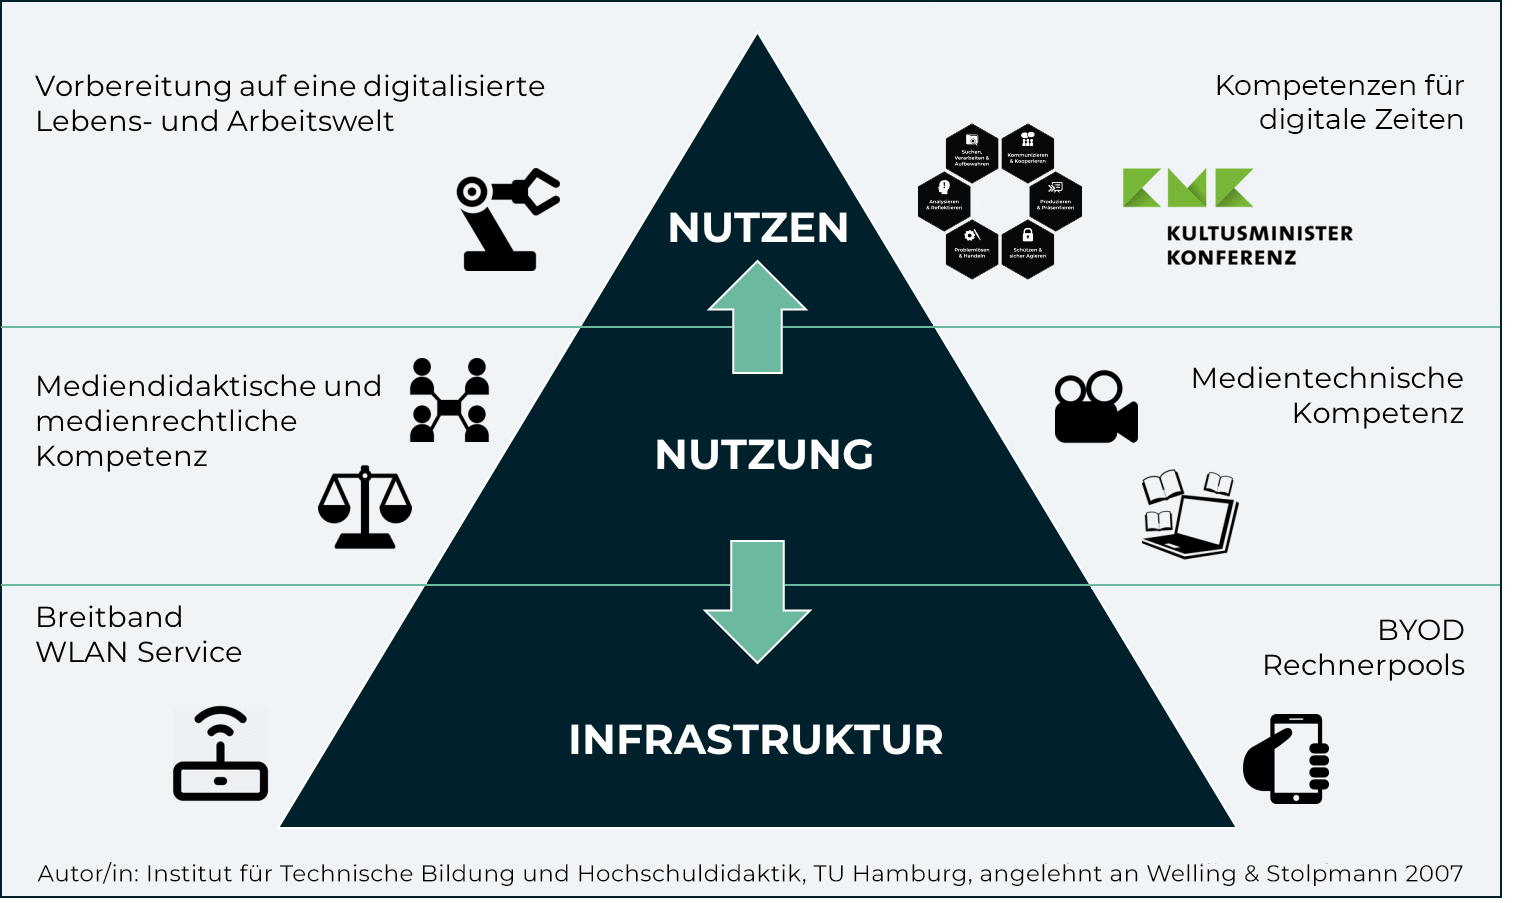 Vorbereitung auf eine digitalisierte
Lebens- und Arbeitswelt
Kompetenzen für
digitale Zeiten
Suchen,
Verarbeiten &
Aufbewahren
Kommunizieren
& Kooperieren
Analysieren
& Reflektieren
Produzieren
& Präsentieren
Problemlösen
& Handeln
Schützen &
sicher Agieren
KMK
KULTUSMINISTER
KONFERENZ
NUTZEN
Mediendidaktische und
medienrechtliche
Kompetenz
NUTZUNG
Medientechnische
Kompetenz
Breitband
WLAN Service
INFRASTRUKTUR
BYOD
Rechnerpools
Autor/in: Institut für Technische Bildung und Hochschuldidaktik, TU Hamburg, angelehnt an Welling & Stolpmann 2007